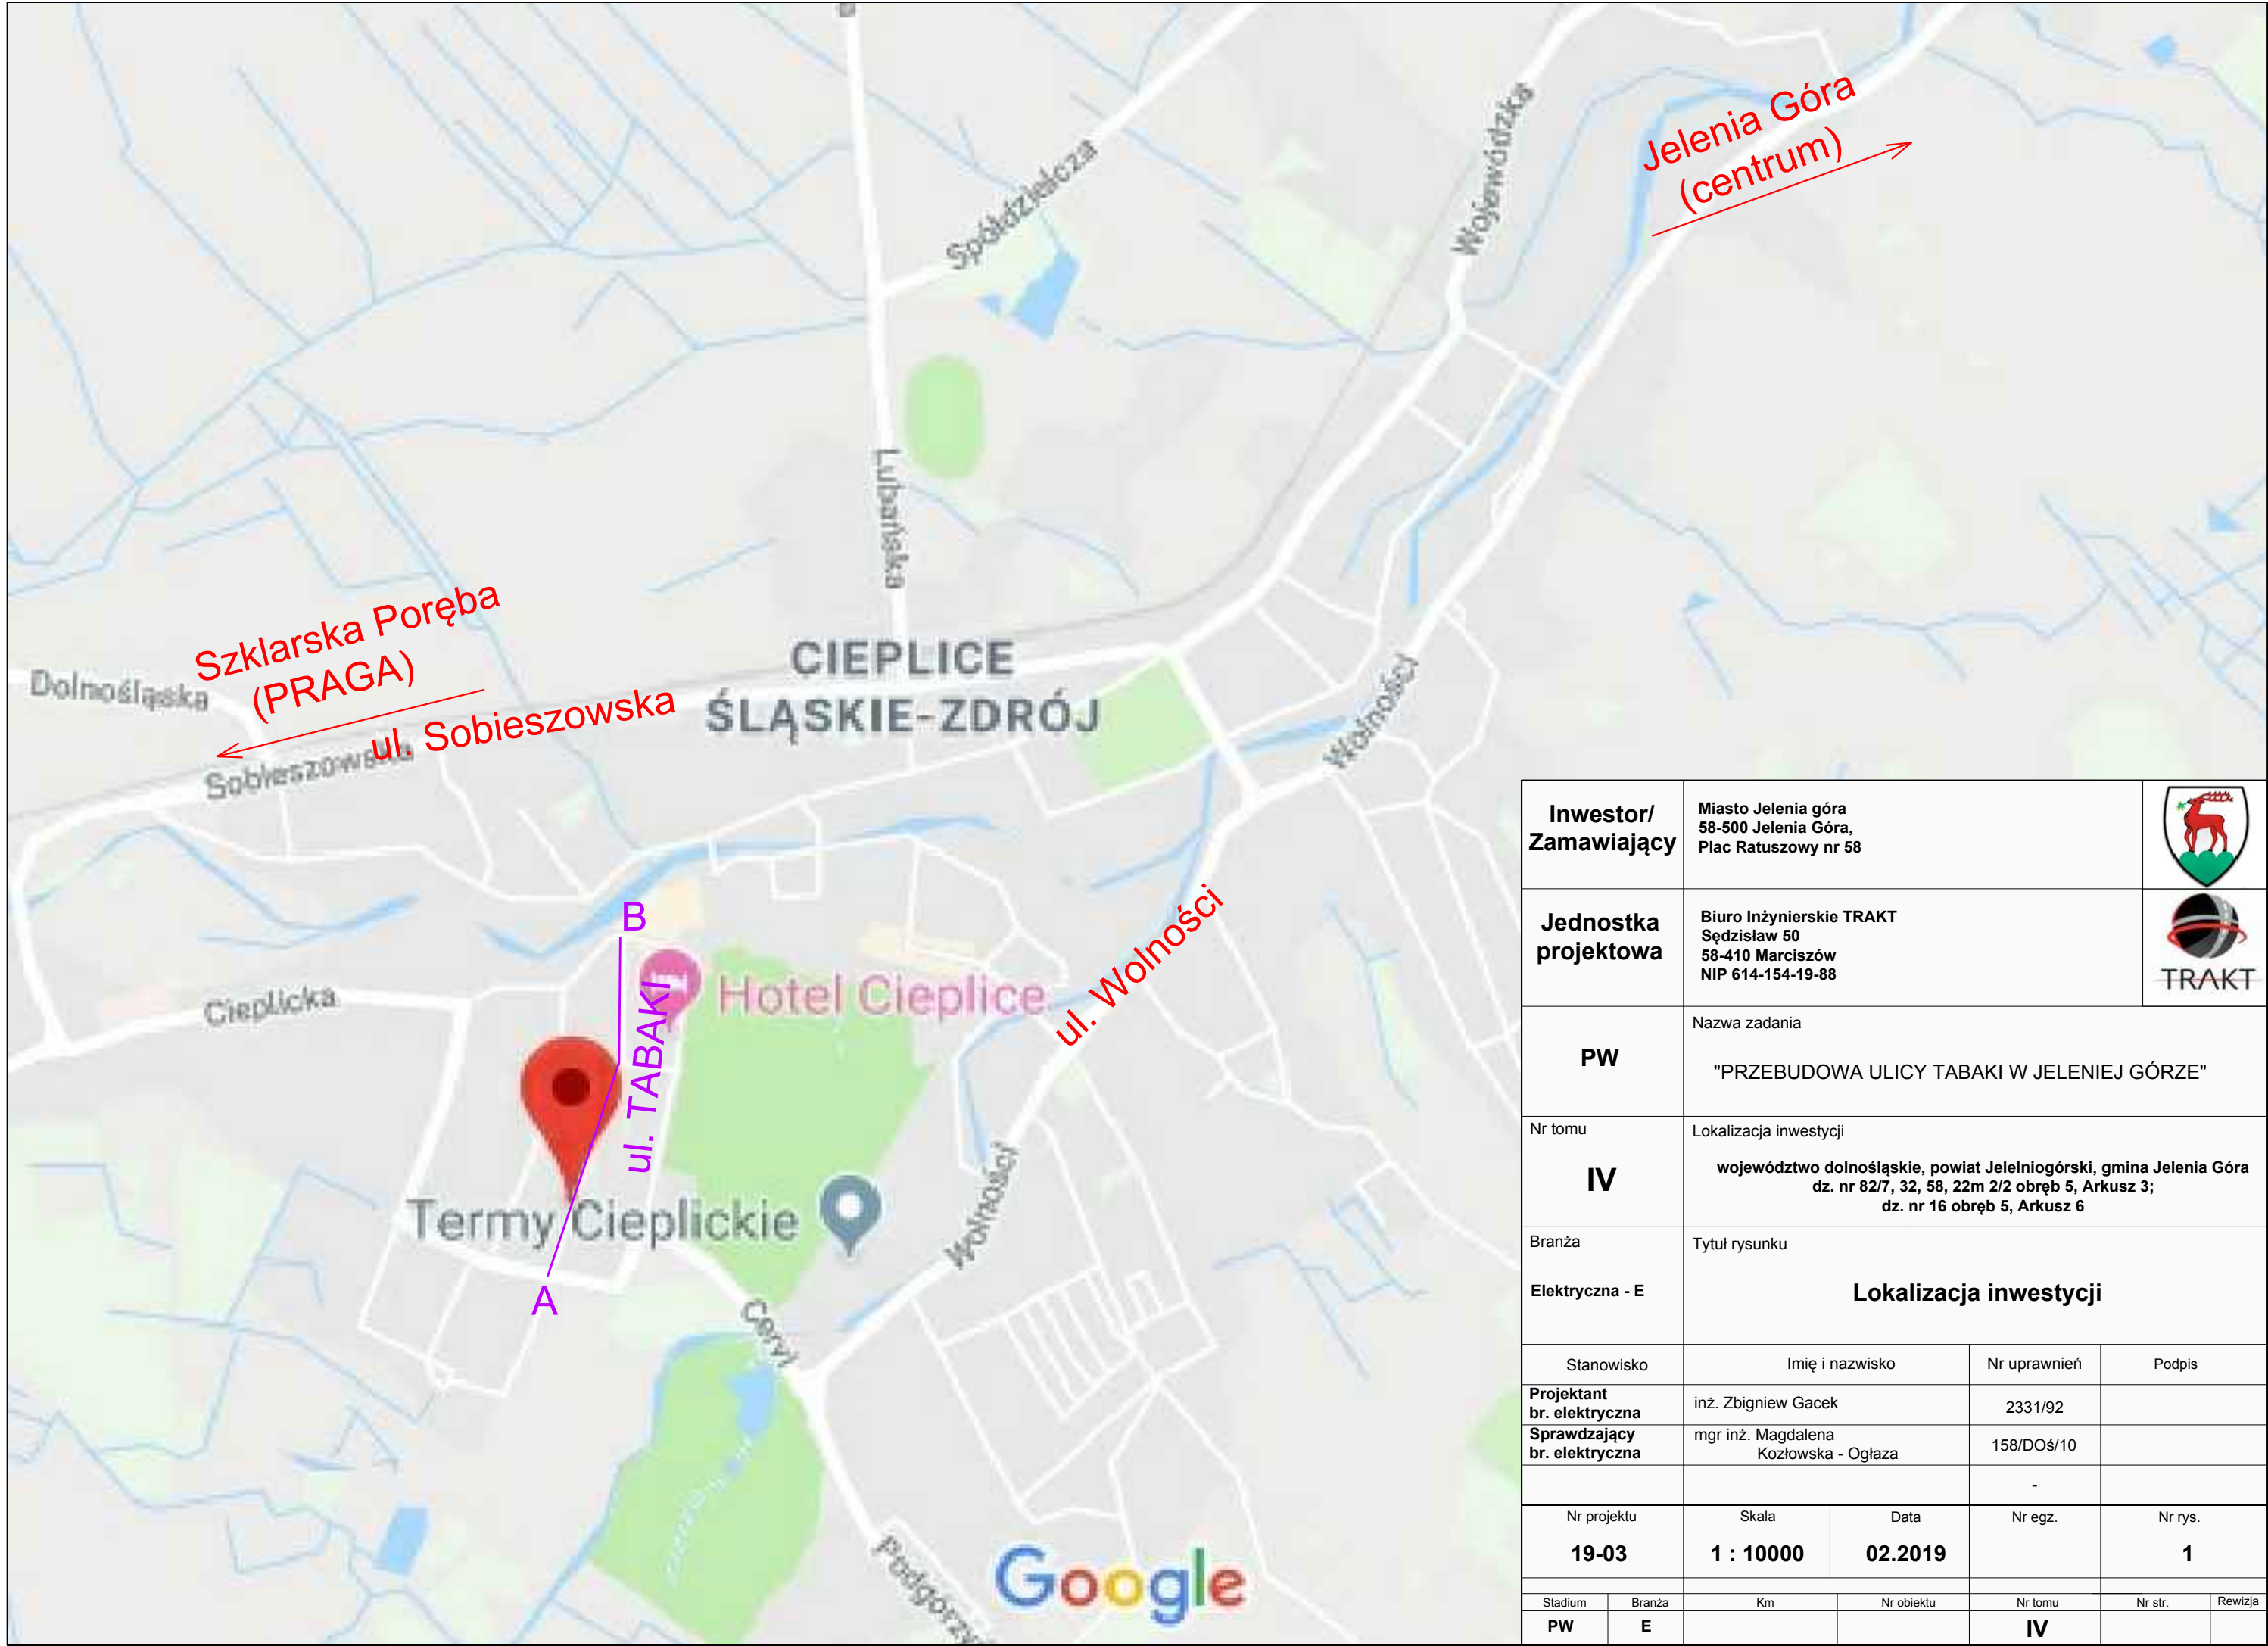 Jelenia Góra
(centrum)
Wojewódzka
Spółdzielcza
Lubańska
Szklarska Poręba
(PRAGA)
Dolnośląska
ul. Sobieszowska
Sobieszowska
CIEPLICE
ŚLĄSKIE-ZDRÓJ
Wolności
B
ul. Wolności
Hotel Cieplice
Cieplicka
ul. TABAKI
Termy Cieplickie
Wolności
A
Cervi
Podgórzy
Google
Inwestor/
Zamawiający
Miasto Jelenia góra
58-500 Jelenia Góra,
Plac Ratuszowy nr 58
Jednostka
projektowa
Biuro Inżynierskie TRAKT
Sędzisław 50
58-410 Marciszów
NIP 614-154-19-88
TRAKT
PW
Nazwa zadania
"PRZEBUDOWA ULICY TABAKI W JELENIEJ GÓRZE"
Nr tomu
IV
Lokalizacja inwestycji
województwo dolnośląskie, powiat Jelelniogórski, gmina Jelenia Góra
dz. nr 82/7, 32, 58, 22m 2/2 obręb 5, Arkusz 3;
dz. nr 16 obręb 5, Arkusz 6
Branża
Elektryczna - E
Tytuł rysunku
Lokalizacja inwestycji
Stanowisko Imię i nazwisko Nr uprawnień Podpis
Projektant
br. elektryczna
inż. Zbigniew Gacek
2331/92
Sprawdzający
br. elektryczna
mgr inż. Magdalena
Kozłowska - Ogłaza
158/DOś/10
-
Nr projektu Skala Data Nr egz. Nr rys.
19-03 1 : 10000 02.2019 1
Stadium Branża Km Nr obiektu Nr tomu Nr str. Rewizja
PW E IV